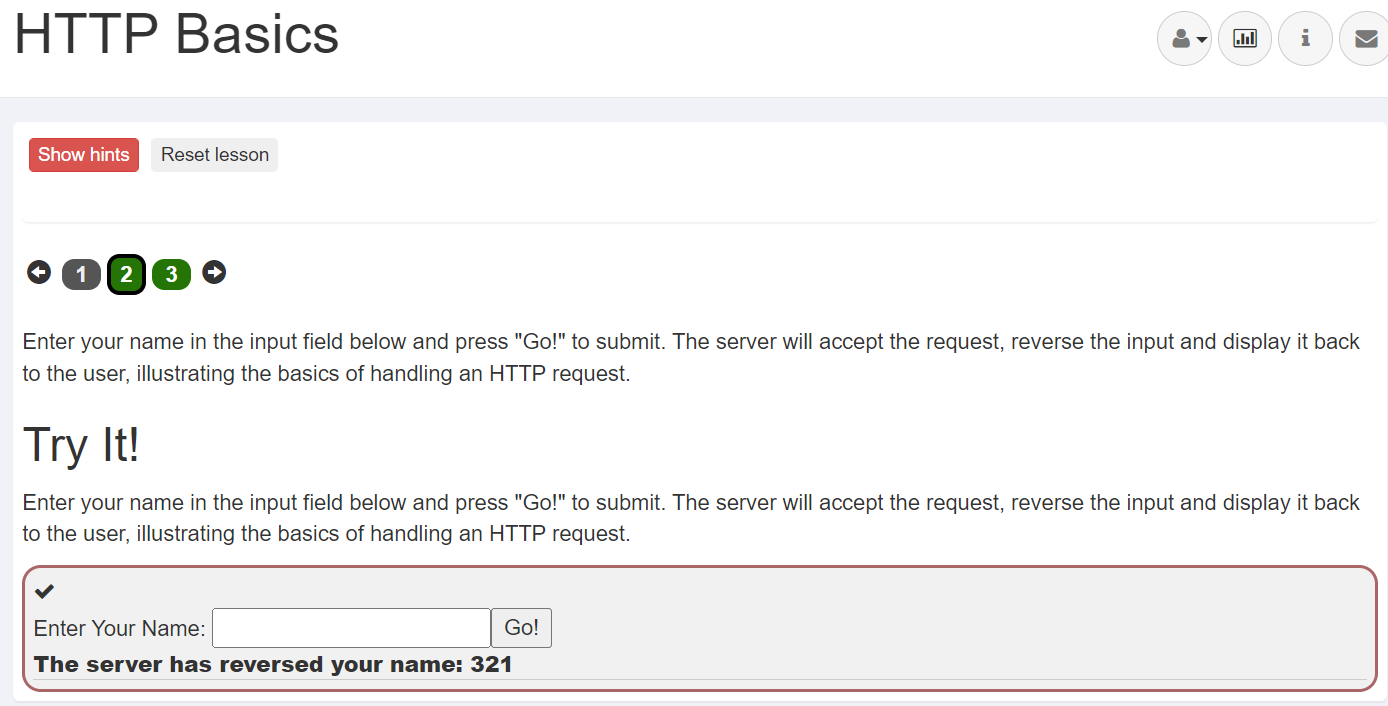 HTTP Basics
Show hints
Reset lesson
1 2 3
Enter your name in the input field below and press "Go!" to submit. The server will accept the request, reverse the input and display it back
to the user, illustrating the basics of handling an HTTP request.
Try It!
Enter your name in the input field below and press "Go!" to submit. The server will accept the request, reverse the input and display it back
to the user, illustrating the basics of handling an HTTP request.
Enter Your Name: Go!
The server has reversed your name: 321